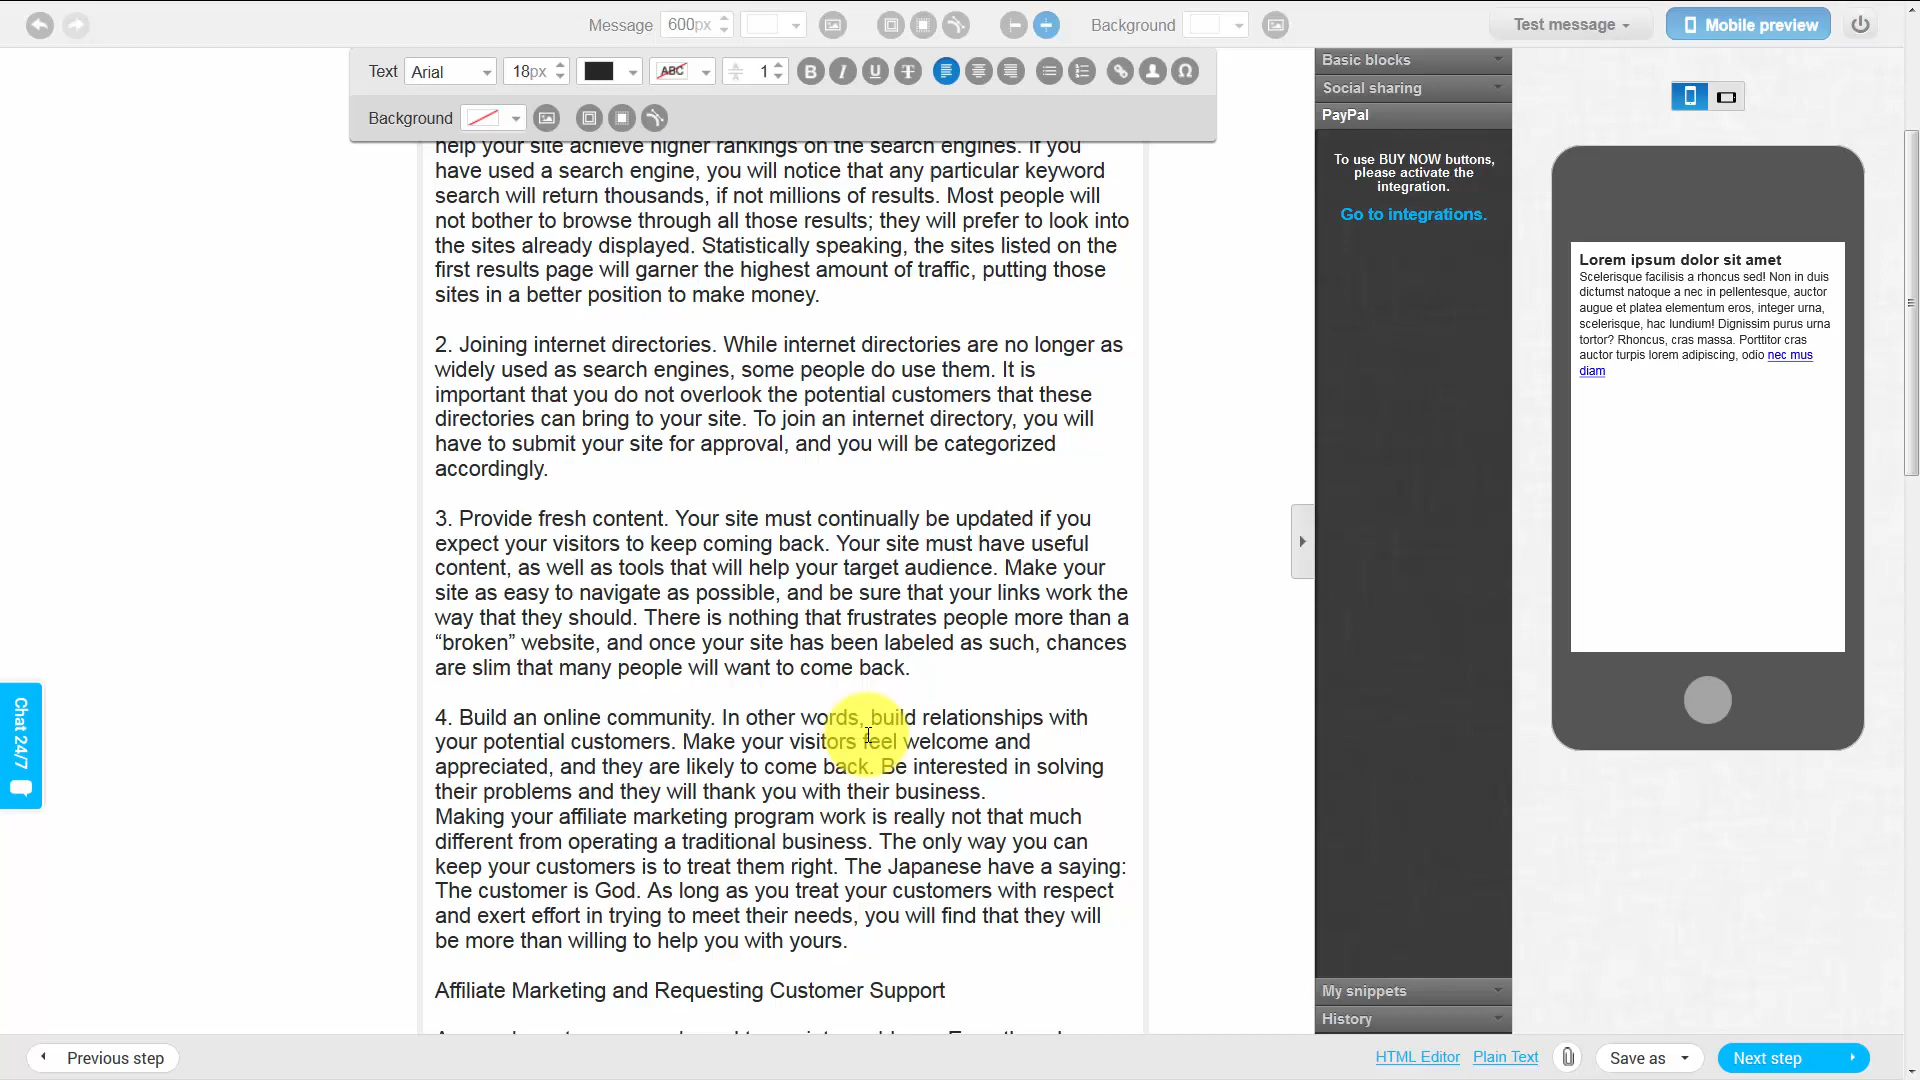 Message 600px Background Test message Mobile preview
Text Arial 18px ABC 1 B I U T Ω
Background
Basic blocks
Social sharing
PayPal
To use BUY NOW buttons,
please activate the
integration.
Go to integrations.
help your site achieve higher rankings on the search engines. If you
have used a search engine, you will notice that any particular keyword
search will return thousands, if not millions of results. Most people will
not bother to browse through all those results; they will prefer to look into
the sites already displayed. Statistically speaking, the sites listed on the
first results page will garner the highest amount of traffic, putting those
sites in a better position to make money.
2. Joining internet directories. While internet directories are no longer as
widely used as search engines, some people do use them. It is
important that you do not overlook the potential customers that these
directories can bring to your site. To join an internet directory, you will
have to submit your site for approval, and you will be categorized
accordingly.
3. Provide fresh content. Your site must continually be updated if you
expect your visitors to keep coming back. Your site must have useful
content, as well as tools that will help your target audience. Make your
site as easy to navigate as possible, and be sure that your links work the
way that they should. There is nothing that frustrates people more than a
“broken” website, and once your site has been labeled as such, chances
are slim that many people will want to come back.
4. Build an online community. In other words, build relationships with
your potential customers. Make your visitors feel welcome and
appreciated, and they are likely to come back. Be interested in solving
their problems and they will thank you with their business.
Making your affiliate marketing program work is really not that much
different from operating a traditional business. The only way you can
keep your customers is to treat them right. The Japanese have a saying:
The customer is God. As long as you treat your customers with respect
and exert effort in trying to meet their needs, you will find that they will
be more than willing to help you with yours.
Affiliate Marketing and Requesting Customer Support
Lorem ipsum dolor sit amet
Scelerisque facilisis a rhoncus sed! Non in duis
dictumst natoque a nec in pellentesque, auctor
augue et platea elementum eros, integer urna,
scelerisque, hac lundium! Dignissim purus urna
tortor? Rhoncus, cras massa. Porttitor cras
auctor turpis lorem adipiscing, odio nec mus
diam
Chat 24/7
My snippets
History
Previous step HTML Editor Plain Text Save as Next step